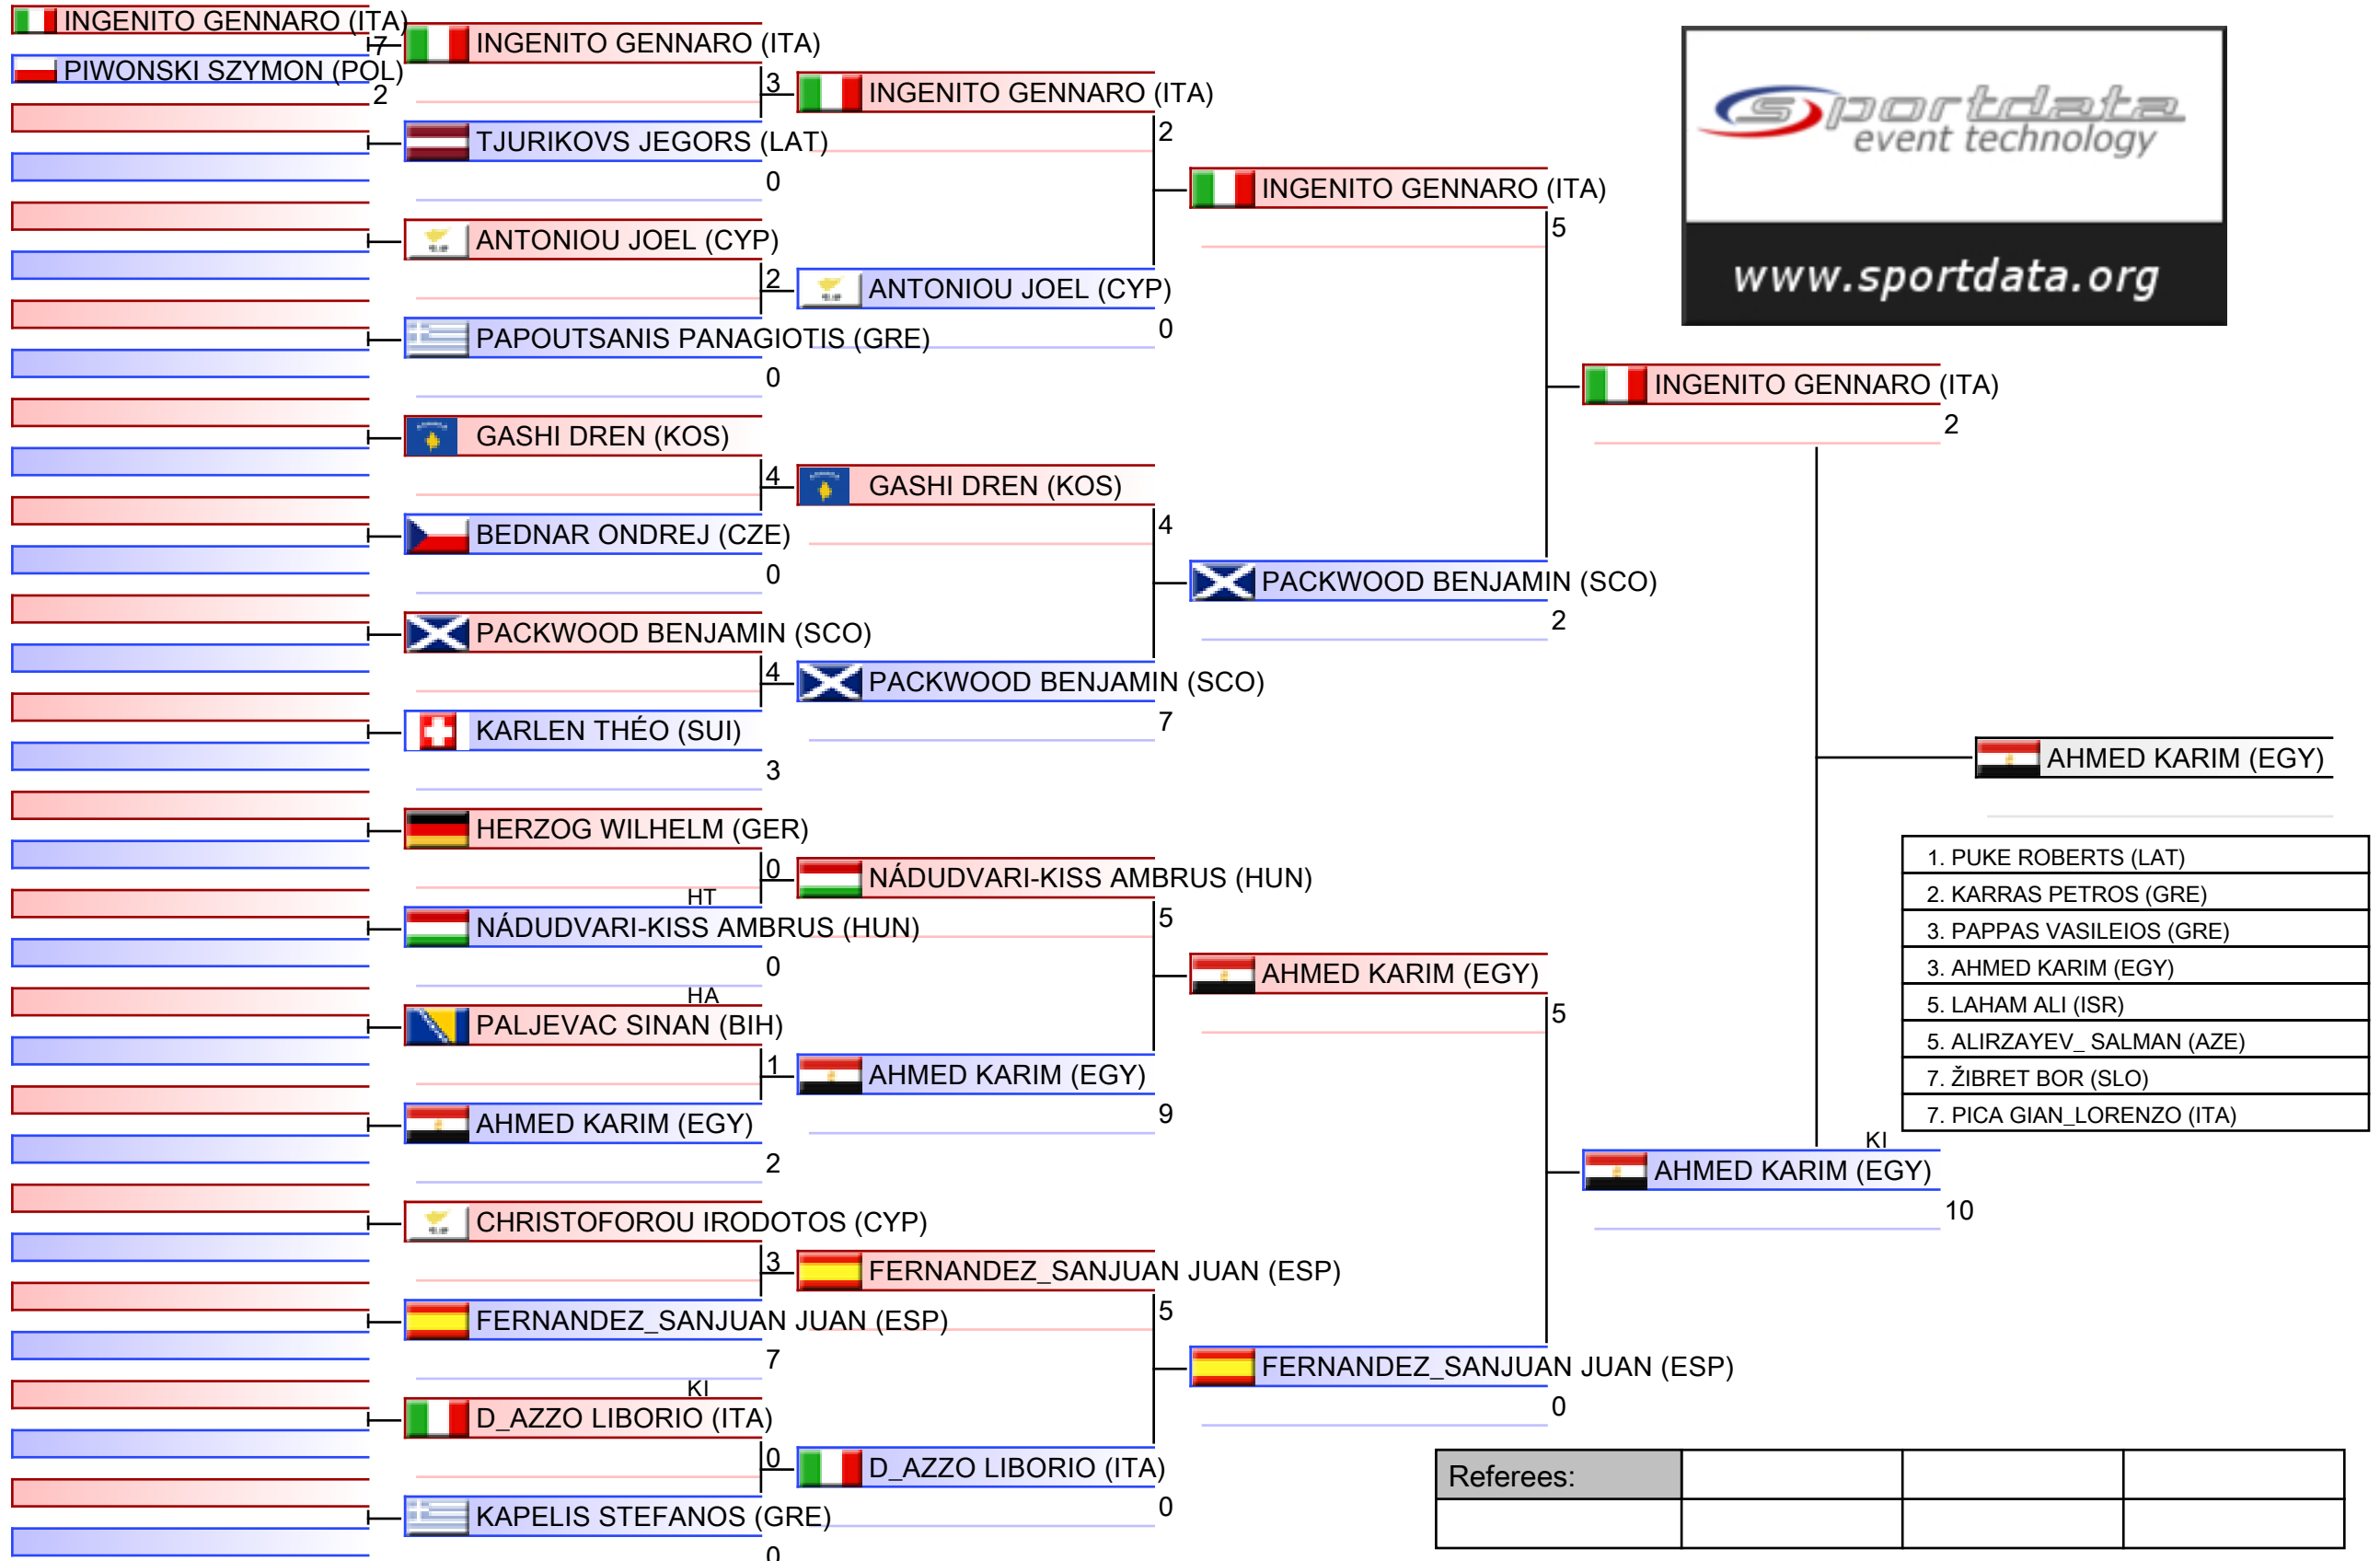 INGENITO GENNARO (ITA)
7
PIWONSKI SZYMON (POL)
2
INGENITO GENNARO (ITA)
3
TJURIKOVS JEGORS (LAT)
0
ANTONIOU JOEL (CYP)
2
PAPOUTSANIS PANAGIOTIS (GRE)
0
GASHI DREN (KOS)
4
BEDNAR ONDREJ (CZE)
0
PACKWOOD BENJAMIN (SCO)
4
KARLEN THÉO (SUI)
3
HERZOG WILHELM (GER)
0
HT
NÁDUDVARI-KISS AMBRUS (HUN)
0
HA
PALJEVAC SINAN (BIH)
1
AHMED KARIM (EGY)
2
CHRISTOFOROU IRODOTOS (CYP)
3
FERNANDEZ_SANJUAN JUAN (ESP)
7
KI
D_AZZO LIBORIO (ITA)
0
KAPELIS STEFANOS (GRE)
0
INGENITO GENNARO (ITA)
2
ANTONIOU JOEL (CYP)
0
GASHI DREN (KOS)
4
PACKWOOD BENJAMIN (SCO)
7
NÁDUDVARI-KISS AMBRUS (HUN)
5
AHMED KARIM (EGY)
9
FERNANDEZ_SANJUAN JUAN (ESP)
5
D_AZZO LIBORIO (ITA)
0
INGENITO GENNARO (ITA)
5
PACKWOOD BENJAMIN (SCO)
2
AHMED KARIM (EGY)
5
FERNANDEZ_SANJUAN JUAN (ESP)
0
INGENITO GENNARO (ITA)
2
KI
AHMED KARIM (EGY)
10
AHMED KARIM (EGY)
sportdata
event technology
www.sportdata.org
1. PUKE ROBERTS (LAT)
2. KARRAS PETROS (GRE)
3. PAPPAS VASILEIOS (GRE)
3. AHMED KARIM (EGY)
5. LAHAM ALI (ISR)
5. ALIRZAYEV_ SALMAN (AZE)
7. ŽIBRET BOR (SLO)
7. PICA GIAN_LORENZO (ITA)
Referees: